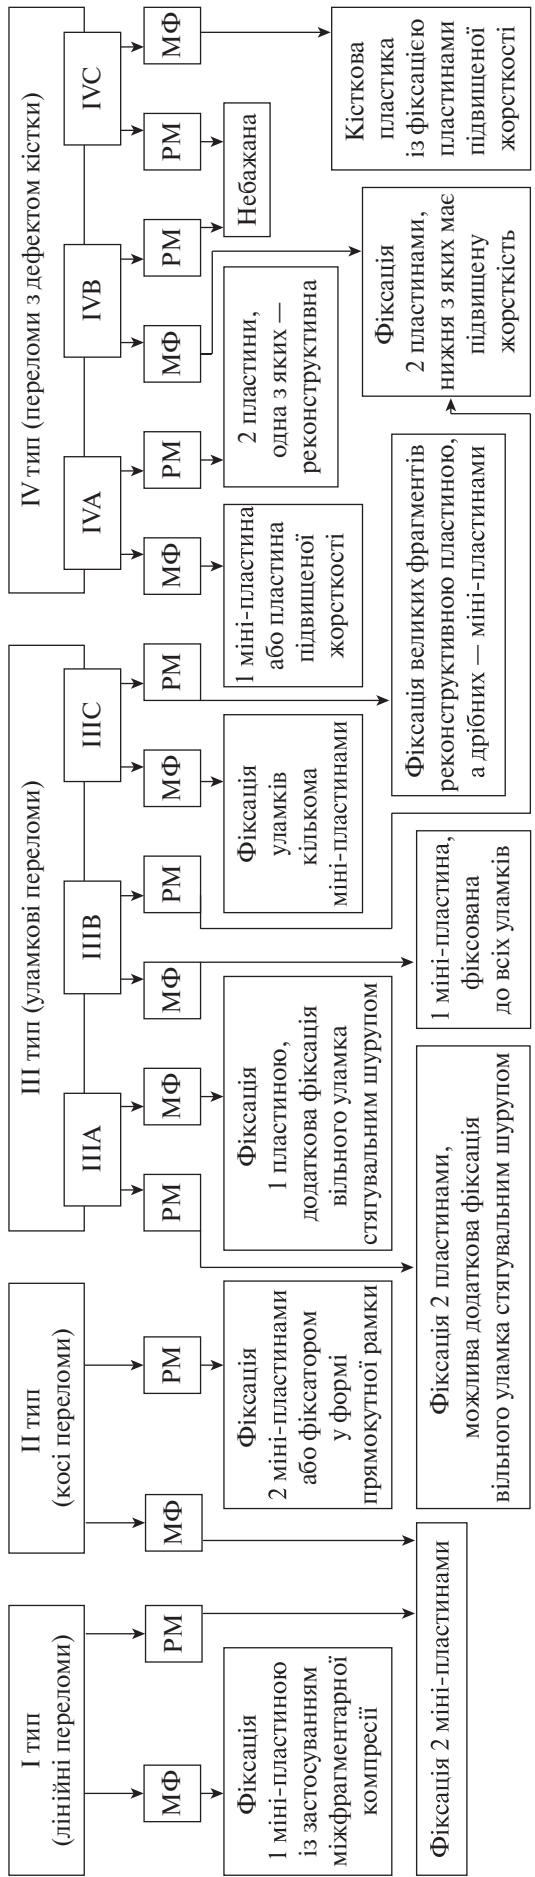 I тип
(лінійні переломи)
МФ
РМ
Фіксація
1 міні-пластиною
із застосуванням
міжфрагментарної
компресії
Фіксація 2 міні-пластинами
II тип
(косі переломи)
МФ
РМ
Фіксація
2 міні-пластинами
або фіксатором
у формі
прямокутної рамки
III тип (уламкові переломи)
IIIA
IIIB
IIIC
РМ
МФ
МФ
РМ
МФ
РМ
Фіксація 2 пластинами,
можлива додаткова фіксація
вільного уламка стягувальним шурупом
Фіксація
1 пластиною,
додаткова фіксація
вільного уламка
стягувальним шурупом
1 міні-пластина,
фіксована
до всіх уламків
Фіксація
уламків
кількома
міні-пластинами
Фіксація великих фрагментів
реконструктивною пластиною,
а дрібних — міні-пластинами
IV тип (переломи з дефектом кістки)
IVA
IVB
IVC
МФ
РМ
МФ
РМ
РМ
МФ
1 міні-пластина
або пластина
підвищеної
жорсткості
2 пластини,
одна з яких —
реконструктивна
Фіксація
2 пластинами,
нижня з яких має
підвищену
жорсткість
Небажана
Кісткова
пластика
із фіксацією
пластинами
підвищеної
жорсткості